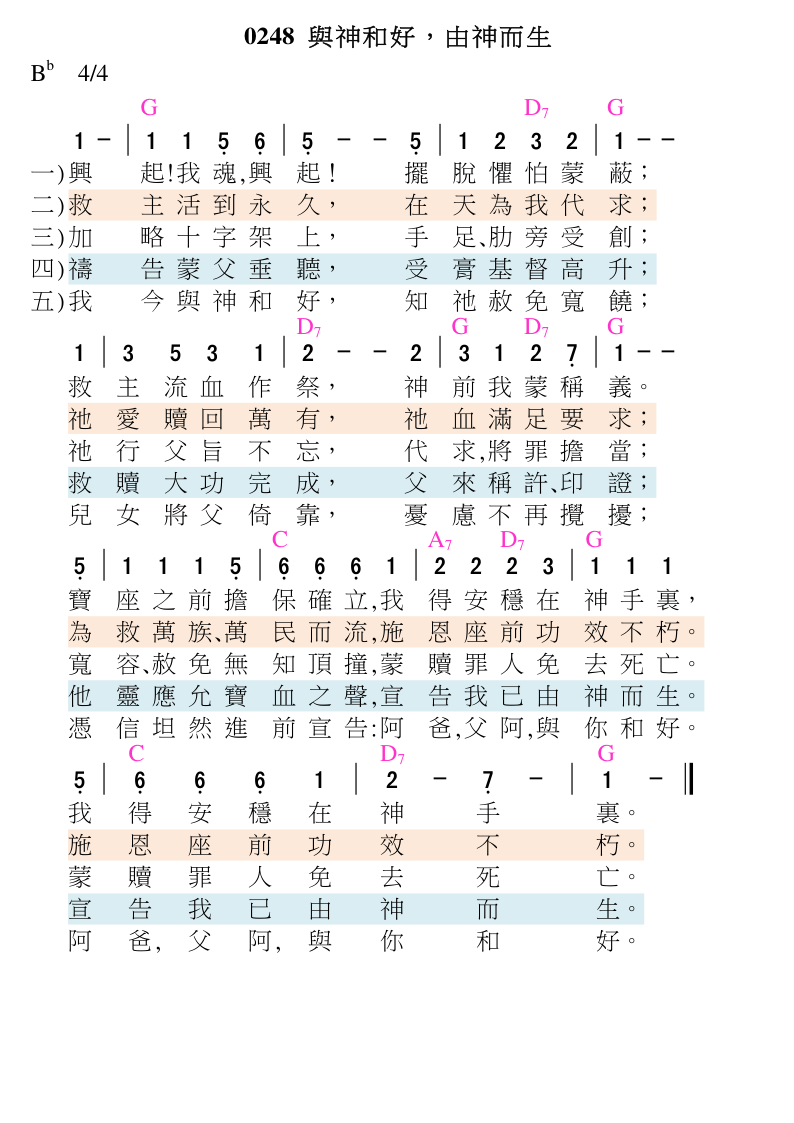 0248 與神和好，由神而生
B♭ 4/4
G D7 G
1 – | 1 1 5̣ 6̣ | 5̣ – – 5̣ | 1 2 3 2 | 1 – –
一)興 起!我 魂,興 起! 擺 脫 懼 怕 蒙 蔽；
二)救 主 活 到 永 久， 在 天 為 我 代 求；
三)加 略 十 字 架 上， 手 足、肋 旁 受 創；
四)禱 告 蒙 父 垂 聽， 受 膏 基 督 高 升；
五)我 今 與 神 和 好， 知 祂 赦 免 寬 饒；
D7 G D7 G
1 | 3 5 3 1 | 2 – – 2 | 3 1 2 7̣ | 1 – –
救 主 流 血 作 祭， 神 前 我 蒙 稱 義。
祂 愛 贖 回 萬 有， 祂 血 滿 足 要 求；
祂 行 父 旨 不 忘， 代 求,將 罪 擔 當；
救 贖 大 功 完 成， 父 來 稱 許、印 證；
兒 女 將 父 倚 靠， 憂 慮 不 再 攪 擾；
C A7 D7 G
5̣ | 1 1 1 5̣ | 6̣ 6̣ 6̣ 1 | 2 2 2 3 | 1 1 1
寶 座 之 前 擔 保 確 立,我 得 安 穩 在 神 手 裏，
為 救 萬 族、萬 民 而 流,施 恩 座 前 功 效 不 朽。
寬 容、赦 免 無 知 頂 撞,蒙 贖 罪 人 免 去 死 亡。
他 靈 應 允 寶 血 之 聲,宣 告 我 已 由 神 而 生。
憑 信 坦 然 進 前 宣 告:阿 爸,父 阿,與 你 和 好。
C D7 G
5̣ | 6̣ 6̣ 6̣ 1 | 2 – 7̣ – | 1 – ‖
我 得 安 穩 在 神 手 裏。
施 恩 座 前 功 效 不 朽。
蒙 贖 罪 人 免 去 死 亡。
宣 告 我 已 由 神 而 生。
阿 爸, 父 阿, 與 你 和 好。